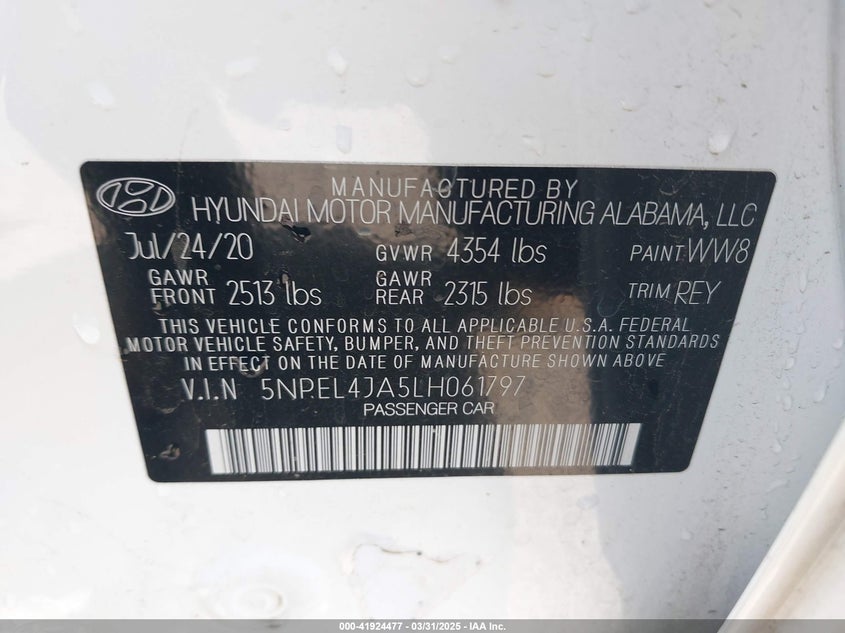 MANUFACTURED BY
HYUNDAI MOTOR MANUFACTURING ALABAMA, LLC
Jul/24/20 GVWR 4354 lbs PAINT WW8
GAWR FRONT 2513 lbs GAWR REAR 2315 lbs TRIM REY
THIS VEHICLE CONFORMS TO ALL APPLICABLE U.S.A. FEDERAL
MOTOR VEHICLE SAFETY, BUMPER, AND THEFT PREVENTION STANDARDS
IN EFFECT ON THE DATE OF MANUFACTURE SHOWN ABOVE
V.I.N 5NPEL4JA5LH061797
PASSENGER CAR
000-41924477 - 03/31/2025 - IAA Inc.